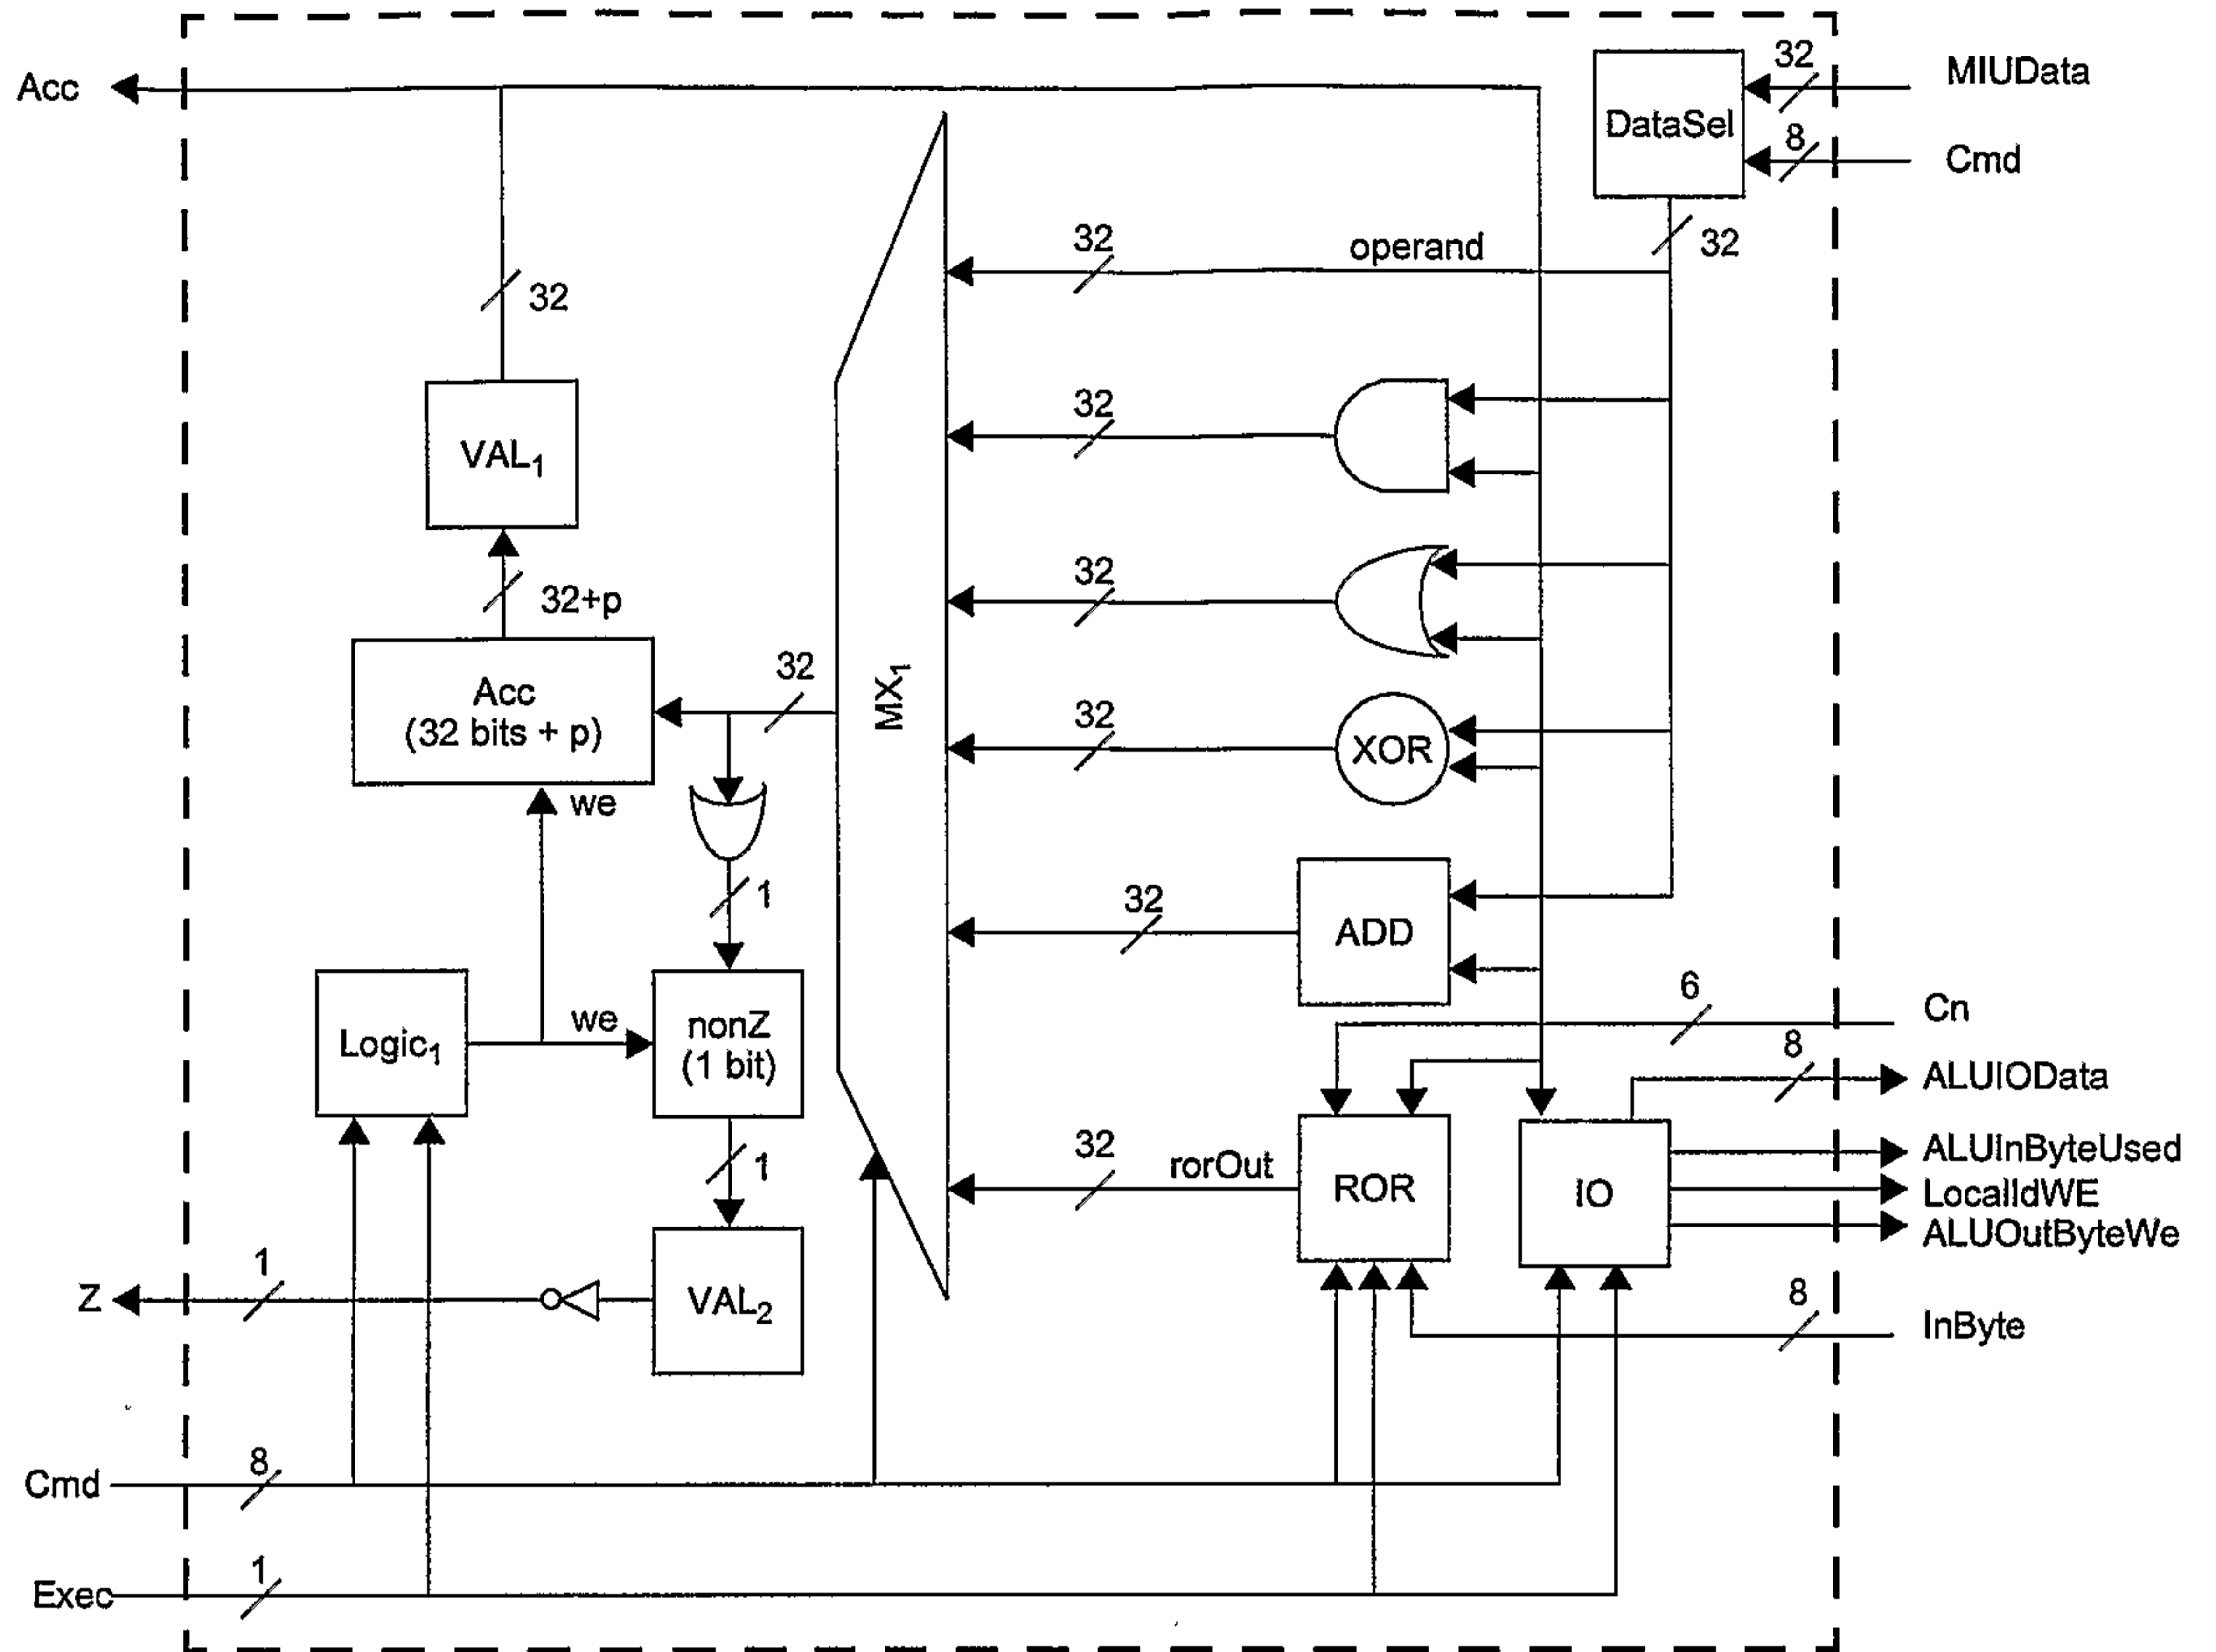 32
MIUData
Acc
DataSel
8
Cmd
32
operand
32
32
32
VAL1
32
32+p
32
Acc
(32 bits + p)
MX1
32
XOR
we
1
32
ADD
6
Cn
Logic1
we
nonZ
(1 bit)
8
ALUIOData
32
rorOut
ROR
IO
ALUInByteUsed
LocalIdWE
ALUOutByteWe
1
1
Z
VAL2
8
InByte
8
Cmd
1
Exec